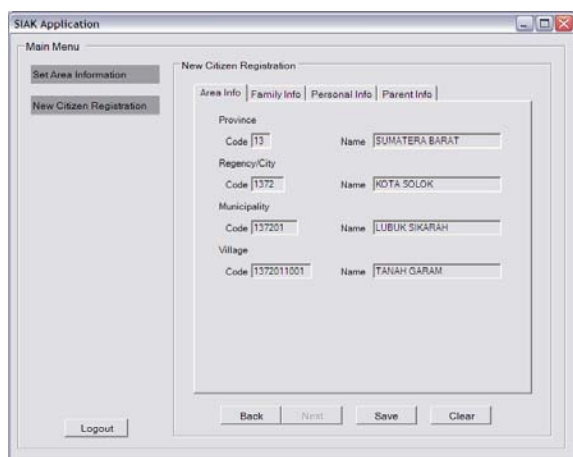 SIAK Application
Main Menu
Set Area Information
New Citizen Registration
New Citizen Registration
Area Info Family Info Personal Info Parent Info
Province
Code 13 Name SUMATERA BARAT
Regency/City
Code 1372 Name KOTA SOLOK
Municipality
Code 137201 Name LUBUK SIKARAH
Village
Code 1372011001 Name TANAH GARAM
Back Next Save Clear
Logout